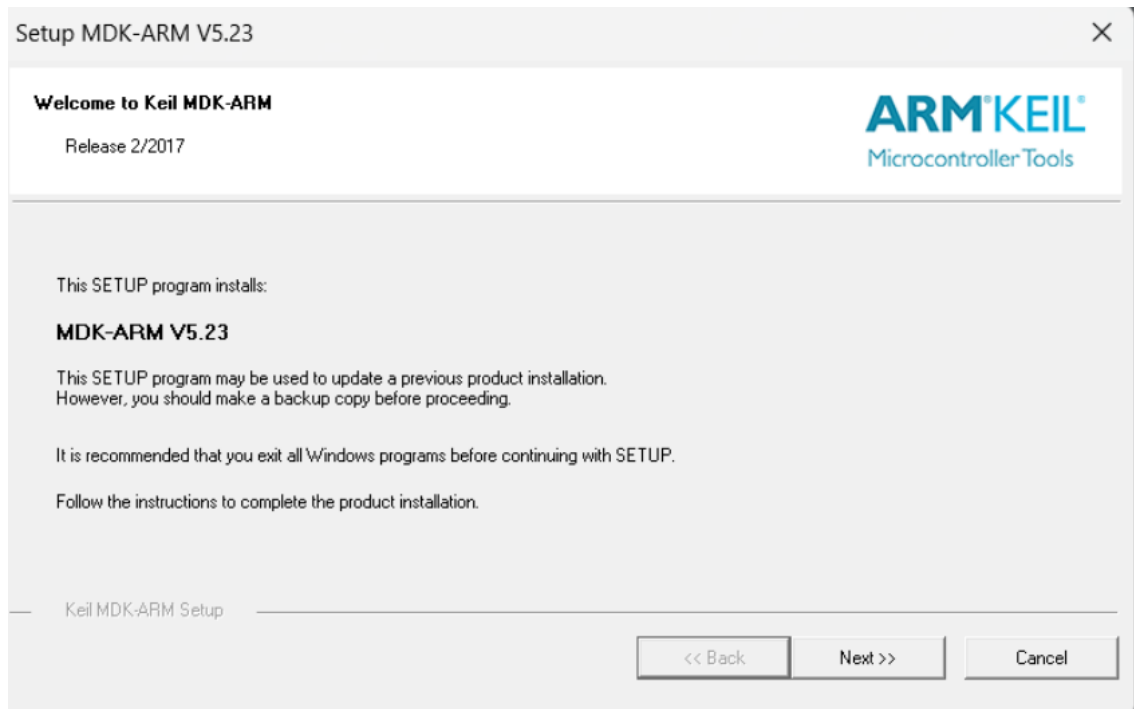 Setup MDK-ARM V5.23
Welcome to Keil MDK-ARM
Release 2/2017
ARM®KEIL®
Microcontroller Tools
This SETUP program installs:
MDK-ARM V5.23
This SETUP program may be used to update a previous product installation.
However, you should make a backup copy before proceeding.
It is recommended that you exit all Windows programs before continuing with SETUP.
Follow the instructions to complete the product installation.
Keil MDK-ARM Setup
<< Back
Next >>
Cancel